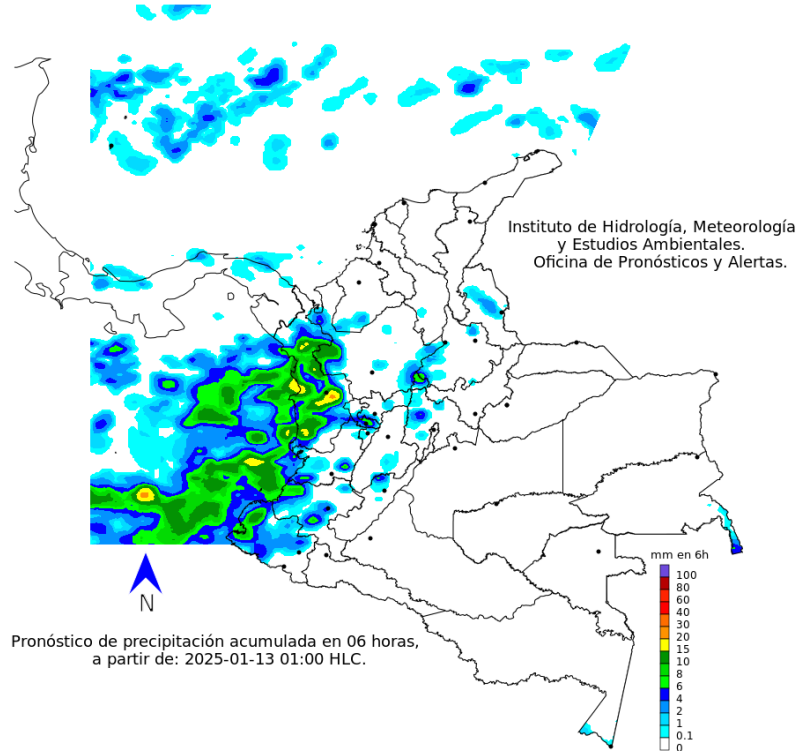 Instituto de Hidrología, Meteorología
y Estudios Ambientales.
Oficina de Pronósticos y Alertas.
mm en 6h
100
80
60
40
30
20
15
10
8
6
4
2
1
0.1
0
N
Pronóstico de precipitación acumulada en 06 horas,
a partir de: 2025-01-13 01:00 HLC.